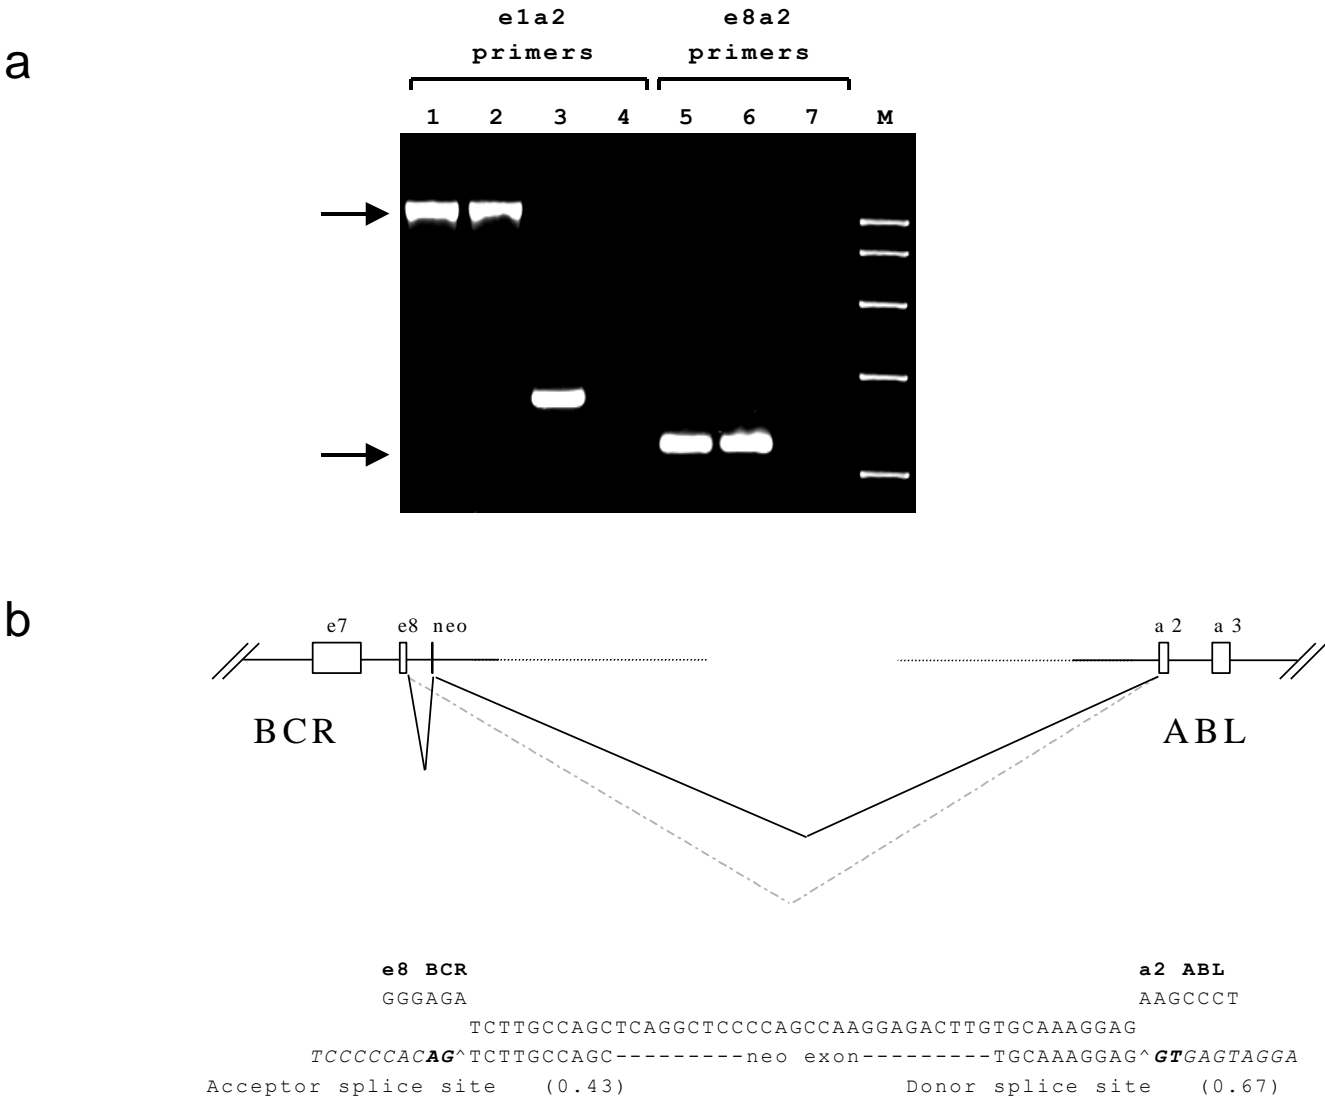 a
e1a2 primers
e8a2 primers
1 2 3 4 5 6 7 M
b
e7 e8 neo a 2 a 3
BCR ABL
e8 BCR a2 ABL
GGGAGA AAGCCCT
TCTTGCCAGCTCAGGCTCCCCAGCCAAGGAGACTTGTGCAAAGGAG
TCCCCCACAG^TCTTGCCAGC---------neo exon---------TGCAAAGGAG^GTGAGTAGGA
Acceptor splice site (0.43) Donor splice site (0.67)